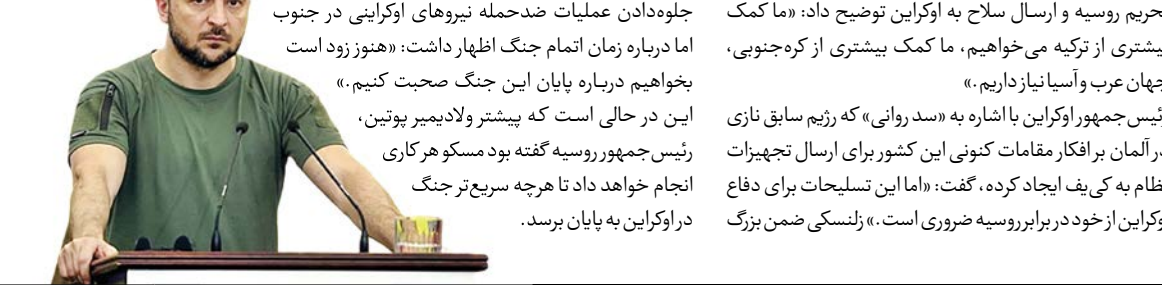 حریم روسیه و ارسال سلاح به اوکراین توضیح داد: «ما کمک
یشتری از ترکیه می‌خواهیم، ما کمک بیشتری از کره‌جنوبی،
جهان عرب و آسیا نیاز داریم.»
رئیس‌جمهور اوکراین با اشاره به «سد روانی» که رژیم سابق نازی
در آلمان بر افکار مقامات کنونی این کشور برای ارسال تجهیزات
ظام به کی‌یف ایجاد کرده، گفت: «اما این تسلیحات برای دفاع
وکراین از خود در برابر روسیه ضروری است.» زلنسکی ضمن بزرگ
جلوه‌دادن عملیات ضدحمله نیروهای اوکراینی در جنوب
اما درباره زمان اتمام جنگ اظهار داشت: «هنوز زود است
بخواهیم درباره پایان این جنگ صحبت کنیم.»
این در حالی است که پیشتر ولادیمیر پوتین،
رئیس‌جمهور روسیه گفته بود مسکو هر کاری
انجام خواهد داد تا هرچه سریع‌تر جنگ
در اوکراین به پایان برسد.